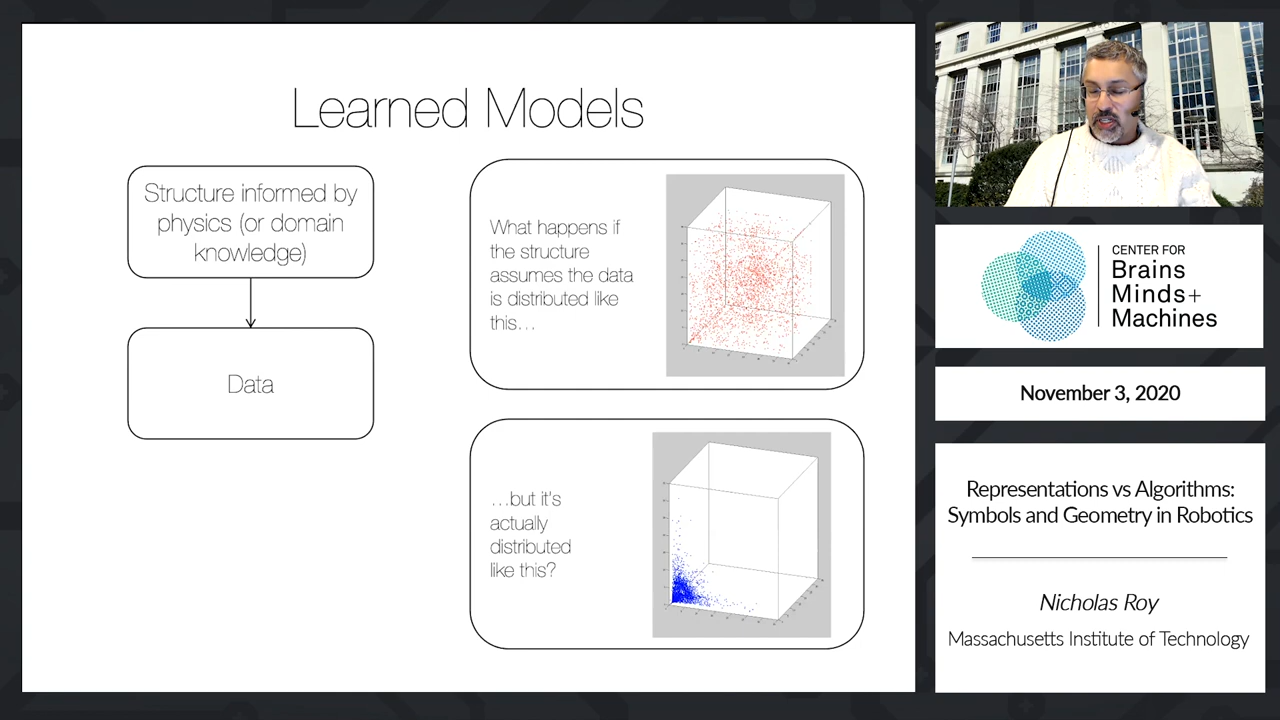 Learned Models
Structure informed by
physics (or domain
knowledge)
Data
What happens if
the structure
assumes the data
is distributed like
this…
…but it's
actually
distributed
like this?
CENTER FOR
Brains
Minds+
Machines
November 3, 2020
Representations vs Algorithms:
Symbols and Geometry in Robotics
Nicholas Roy
Massachusetts Institute of Technology